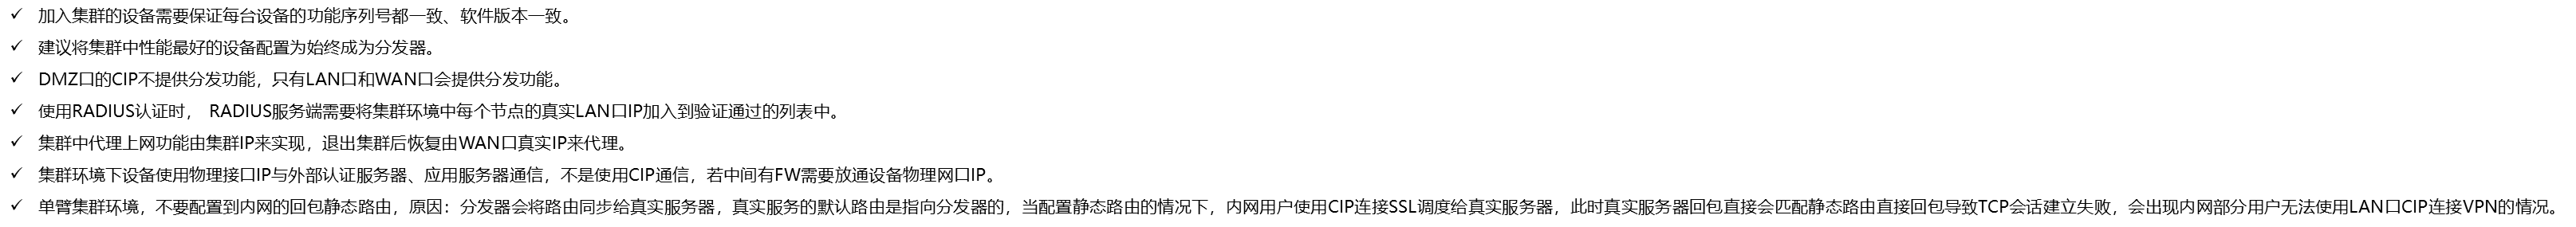 ✓ 加入集群的设备需要保证每台设备的功能序列号都一致、软件版本一致。
✓ 建议将集群中性能最好的设备配置为始终成为分发器。
✓ DMZ口的CIP不提供分发功能，只有LAN口和WAN口会提供分发功能。
✓ 使用RADIUS认证时， RADIUS服务端需要将集群环境中每个节点的真实LAN口IP加入到验证通过的列表中。
✓ 集群中代理上网功能由集群IP来实现，退出集群后恢复由WAN口真实IP来代理。
✓ 集群环境下设备使用物理接口IP与外部认证服务器、应用服务器通信，不是使用CIP通信，若中间有FW需要放通设备物理网口IP。
✓ 单臂集群环境，不要配置到内网的回包静态路由，原因：分发器会将路由同步给真实服务器，真实服务的默认路由是指向分发器的，当配置静态路由的情况下，内网用户使用CIP连接SSL调度给真实服务器，此时真实服务器回包直接会匹配静态路由直接回包导致TCP会话建立失败，会出现内网部分用户无法使用LAN口CIP连接VPN的情况。